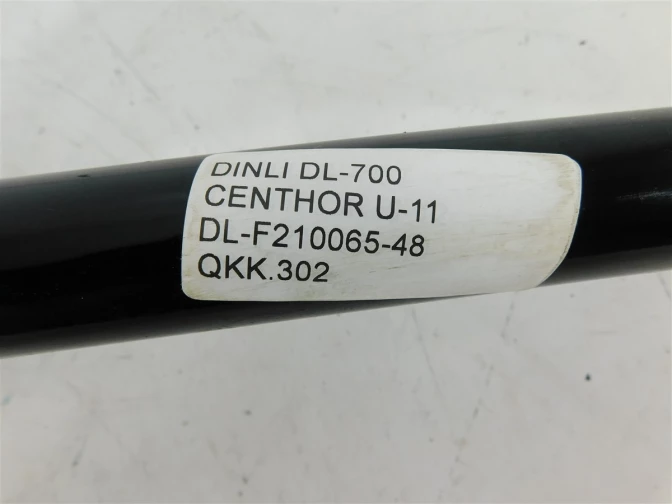 DINLI DL-700
CENTHOR U-11
DL-F210065-48
QKK.302